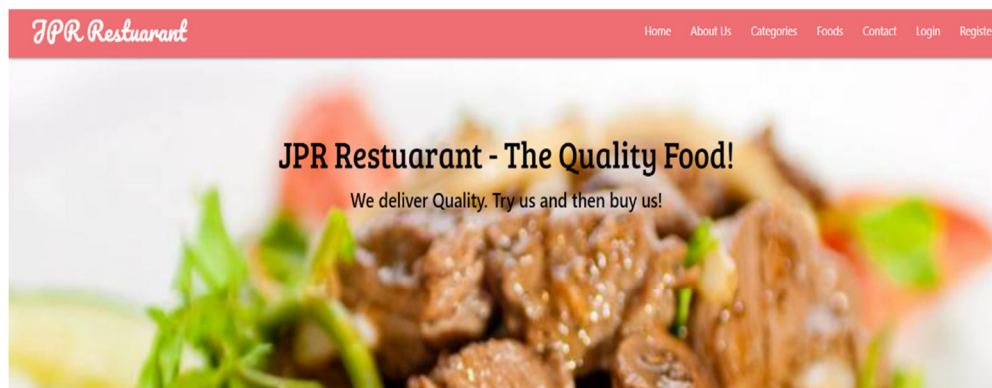 JPR Restuarant
Home About Us Categories Foods Contact Login Registe
JPR Restuarant - The Quality Food!
We deliver Quality. Try us and then buy us!